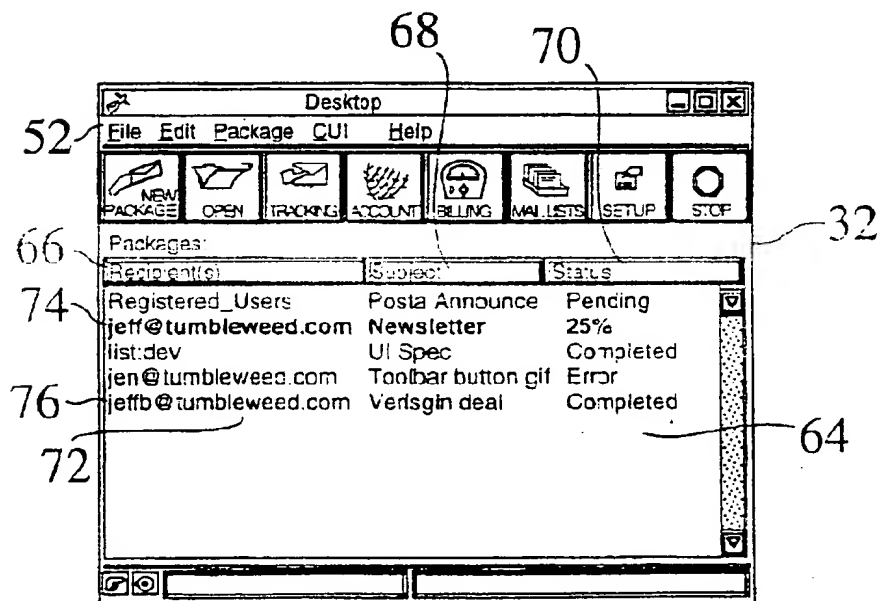 68
70
Desktop
52
File Edit Package CUI Help
NEW PACKAGE OPEN TRACKING ACCOUNT BILLING MAIL LISTS SETUP STOP
32
Packages:
66
Recipient(s) Subject Status
Registered_Users Posta Announce Pending
74
jeff@tumbleweed.com Newsletter 25%
list:dev UI Spec Completed
jen@tumbleweed.com Toolbar button gif Error
76
jeffb@tumbleweed.com Verisgin deal Completed
72
64